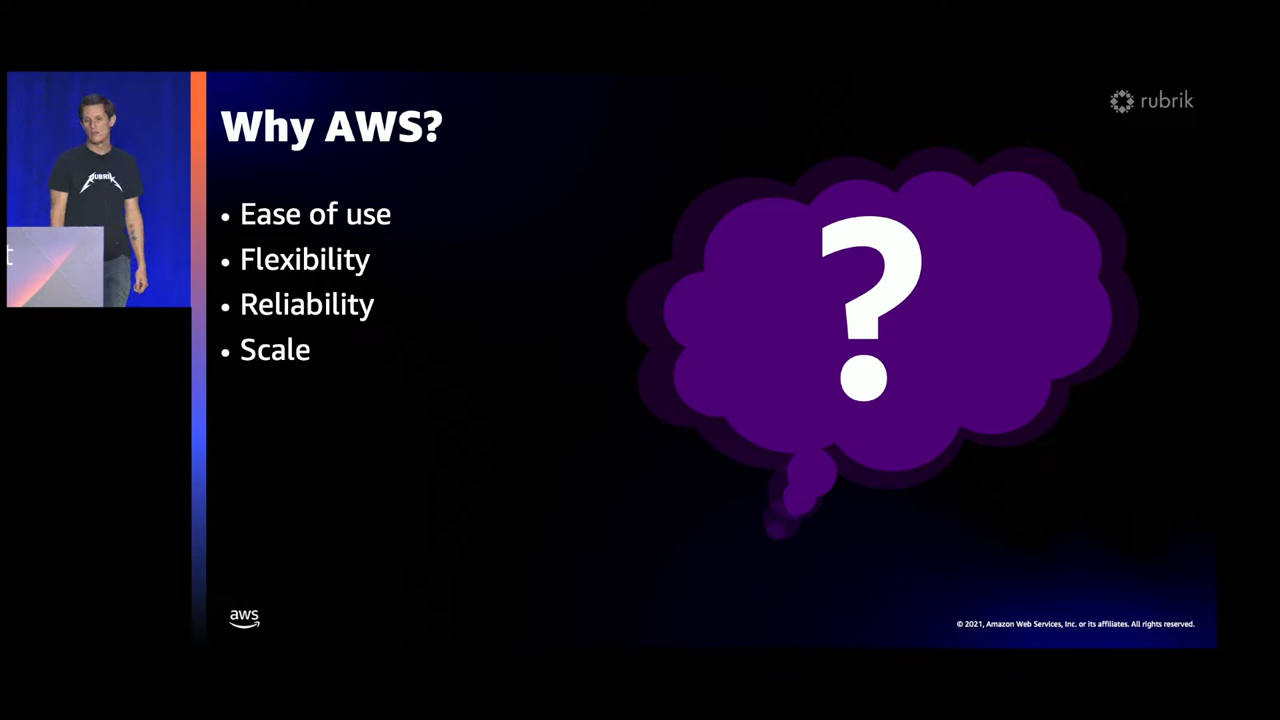 Why AWS?
rubrik
RUBRIK
• Ease of use
• Flexibility
• Reliability
• Scale
?
t
aws
© 2021, Amazon Web Services, Inc. or its affiliates. All rights reserved.